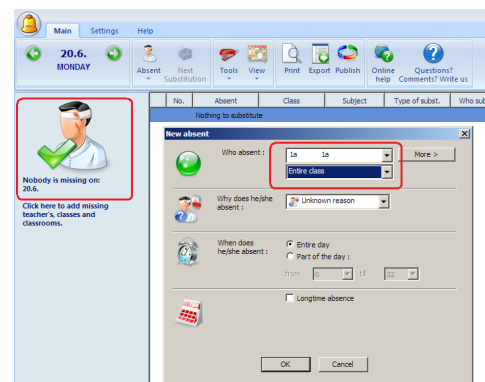 Main Settings Help
20.6.
MONDAY
Absent Next Substitution Tools View Print Export Publish Online help Questions? Comments? Write us
No. Absent Class Subject Type of subst. Who sub
Nothing to substitute
Nobody is missing on:
20.6.
Click here to add missing
teacher's, classes and
classrooms.
New absent
Who absent : 1a 1a More >
Entire class
Why does he/she
absent : Unknown reason
When does
he/she absent : Entire day
Part of the day :
from 0 till 32
Longtime absence
OK Cancel